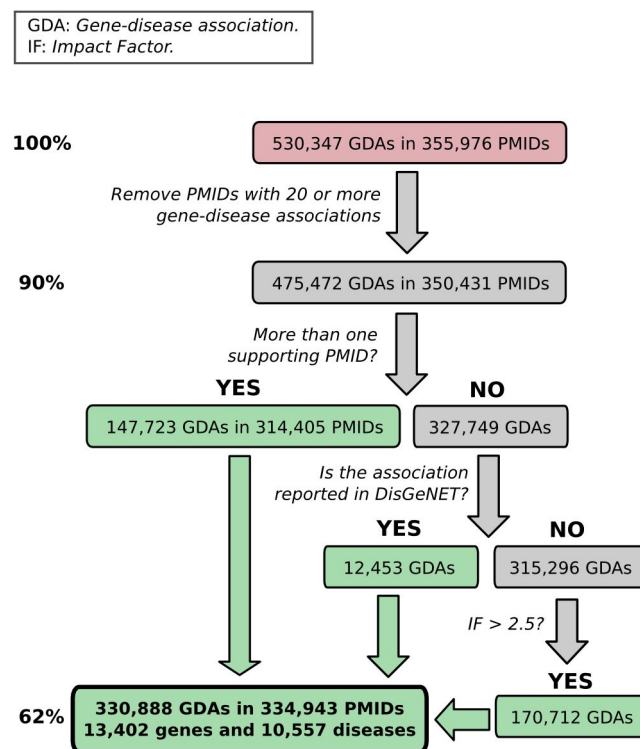 GDA: Gene-disease association.
IF: Impact Factor.
100%
530,347 GDAs in 355,976 PMIDs
Remove PMIDs with 20 or more
gene-disease associations
90%
475,472 GDAs in 350,431 PMIDs
More than one
supporting PMID?
YES
NO
147,723 GDAs in 314,405 PMIDs
327,749 GDAs
Is the association
reported in DisGeNET?
YES
NO
12,453 GDAs
315,296 GDAs
IF > 2.5?
YES
62%
330,888 GDAs in 334,943 PMIDs
13,402 genes and 10,557 diseases
170,712 GDAs